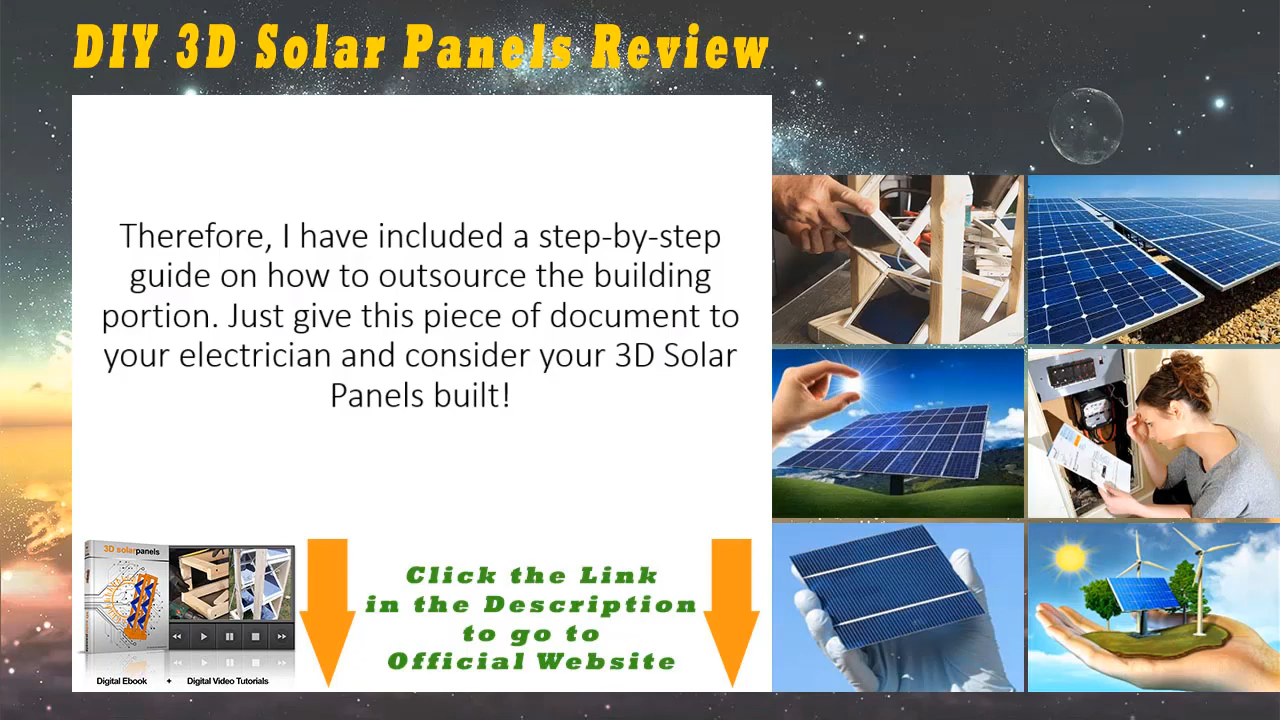 DIY 3D Solar Panels Review
Therefore, I have included a step-by-step
guide on how to outsource the building
portion. Just give this piece of document to
your electrician and consider your 3D Solar
Panels built!
3D solarpanels
Click the Link
in the Description
to go to
Official Website
Digital Ebook + Digital Video Tutorials